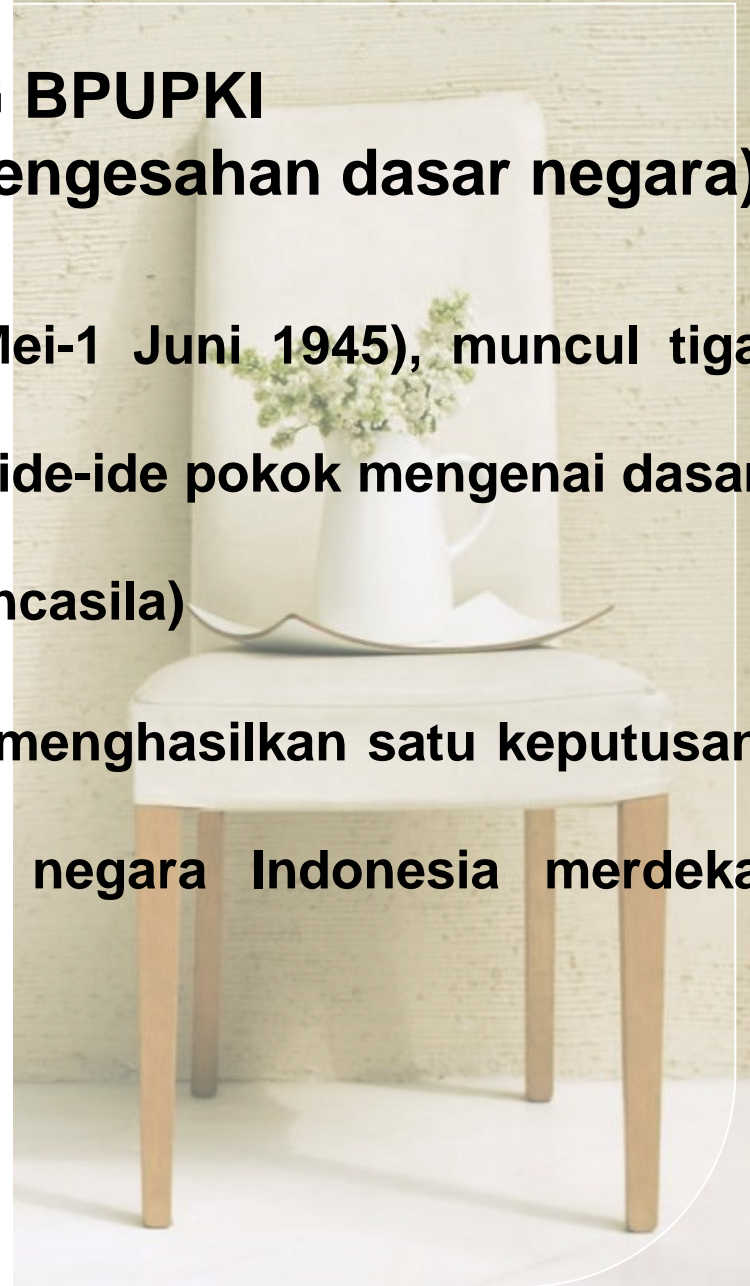 BPUPKI
engesahan dasar negara)
Mei-1 Juni 1945), muncul tiga
ide-ide pokok mengenai dasar
ncasila)
menghasilkan satu keputusan
negara Indonesia merdeka